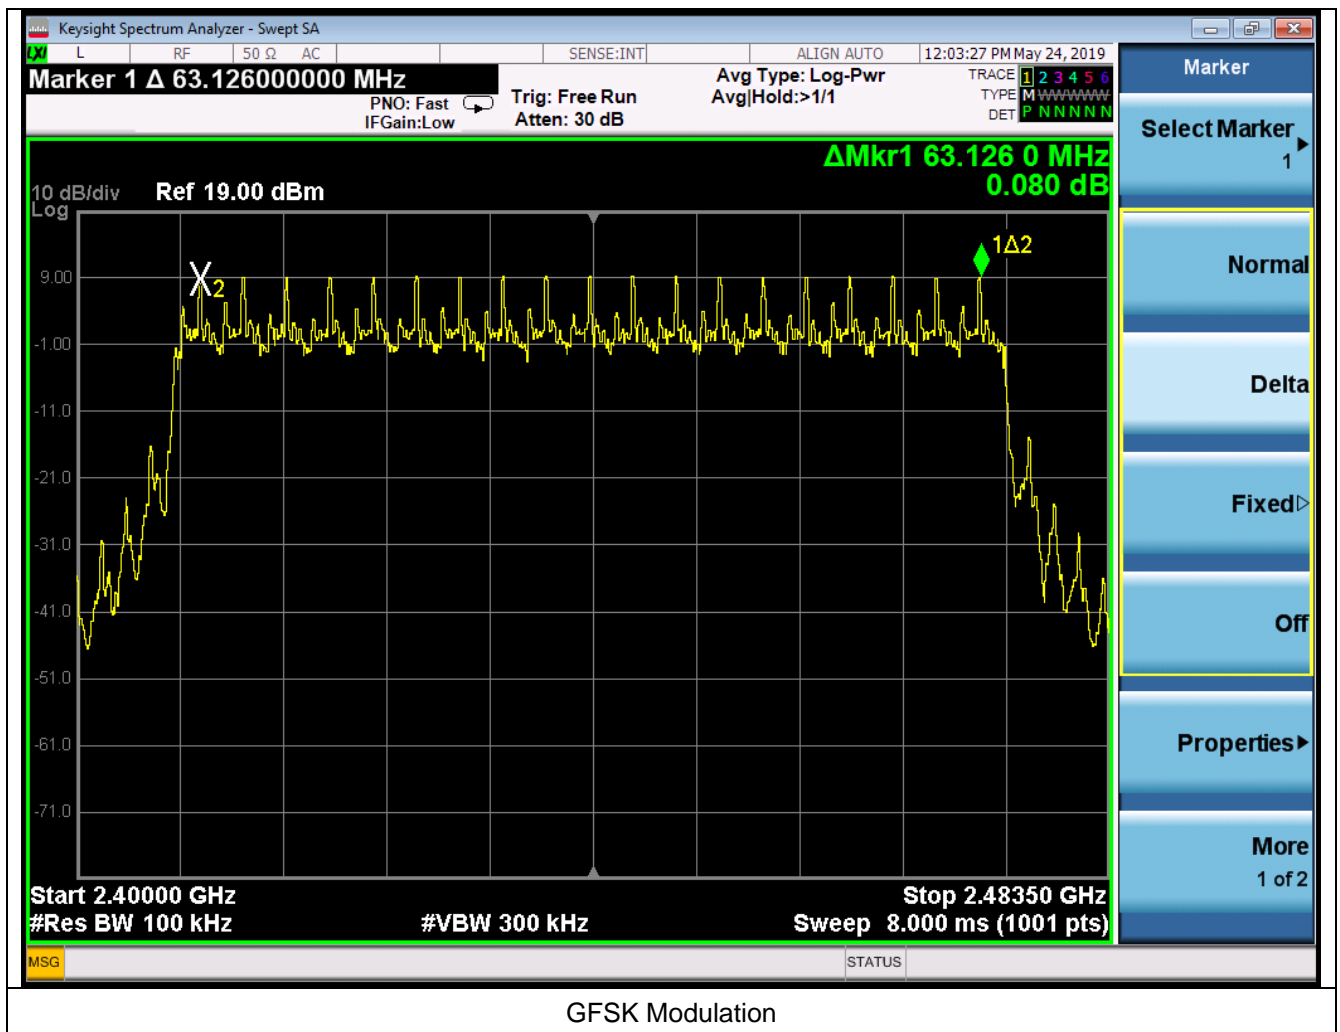 Keysight Spectrum Analyzer - Swept SA
LXI L RF 50 Ω AC SENSE:INT ALIGN AUTO 12:03:27 PM May 24, 2019
Marker 1 Δ 63.126000000 MHz
PNO: Fast
IFGain:Low
Trig: Free Run
Atten: 30 dB
Avg Type: Log-Pwr
Avg|Hold:>1/1
TRACE 1 2 3 4 5 6
TYPE M WWWWW
DET P N N N N N
ΔMkr1 63.126 0 MHz
0.080 dB
10 dB/div Ref 19.00 dBm
Log
1Δ2
X2
9.00
-1.00
-11.0
-21.0
-31.0
-41.0
-51.0
-61.0
-71.0
Start 2.40000 GHz Stop 2.48350 GHz
#Res BW 100 kHz #VBW 300 kHz Sweep 8.000 ms (1001 pts)
MSG STATUS
Marker
Select Marker
1
Normal
Delta
Fixed
Off
Properties
More
1 of 2
GFSK Modulation